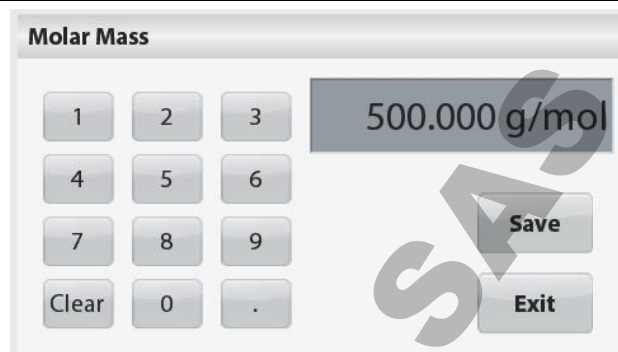 Molar Mass
500.000 g/mol
1 2 3
4 5 6
Save
7 8 9
Clear 0 .
Exit
SAS